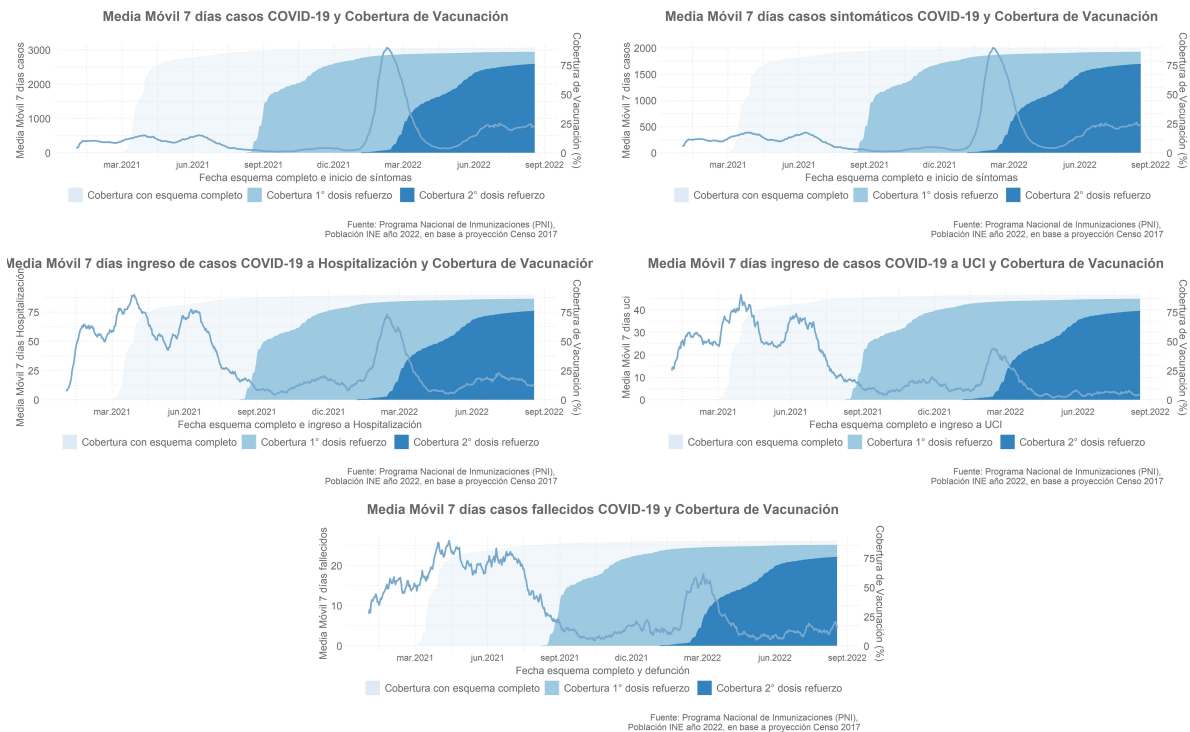 Media Móvil 7 días casos COVID-19 y Cobertura de Vacunación
Media Móvil 7 días casos
3000
2000
1000
0
Cobertura de Vacunación (%)
75
50
25
0
mar.2021 jun.2021 sept.2021 dic.2021 mar.2022 jun.2022 sept.2022
Fecha esquema completo e inicio de síntomas
Cobertura con esquema completo Cobertura 1° dosis refuerzo Cobertura 2° dosis refuerzo
Fuente: Programa Nacional de Inmunizaciones (PNI),
Población INE año 2022, en base a proyección Censo 2017
Media Móvil 7 días casos sintomáticos COVID-19 y Cobertura de Vacunación
Media Móvil 7 días casos
2000
1500
1000
500
0
Cobertura de Vacunación (%)
75
50
25
0
mar.2021 jun.2021 sept.2021 dic.2021 mar.2022 jun.2022 sept.2022
Fecha esquema completo e inicio de síntomas
Cobertura con esquema completo Cobertura 1° dosis refuerzo Cobertura 2° dosis refuerzo
Fuente: Programa Nacional de Inmunizaciones (PNI),
Población INE año 2022, en base a proyección Censo 2017
Media Móvil 7 días ingreso de casos COVID-19 a Hospitalización y Cobertura de Vacunación
Media Móvil 7 días Hospitalización
75
50
25
0
Cobertura de Vacunación (%)
75
50
25
0
mar.2021 jun.2021 sept.2021 dic.2021 mar.2022 jun.2022 sept.2022
Fecha esquema completo e ingreso a Hospitalización
Cobertura con esquema completo Cobertura 1° dosis refuerzo Cobertura 2° dosis refuerzo
Fuente: Programa Nacional de Inmunizaciones (PNI),
Población INE año 2022, en base a proyección Censo 2017
Media Móvil 7 días ingreso de casos COVID-19 a UCI y Cobertura de Vacunación
Media Móvil 7 días uci
40
30
20
10
0
Cobertura de Vacunación (%)
75
50
25
0
mar.2021 jun.2021 sept.2021 dic.2021 mar.2022 jun.2022 sept.2022
Fecha esquema completo e ingreso a UCI
Cobertura con esquema completo Cobertura 1° dosis refuerzo Cobertura 2° dosis refuerzo
Fuente: Programa Nacional de Inmunizaciones (PNI),
Población INE año 2022, en base a proyección Censo 2017
Media Móvil 7 días casos fallecidos COVID-19 y Cobertura de Vacunación
Media Móvil 7 días fallecidos
20
10
0
Cobertura de Vacunación (%)
75
50
25
0
mar.2021 jun.2021 sept.2021 dic.2021 mar.2022 jun.2022 sept.2022
Fecha esquema completo y defunción
Cobertura con esquema completo Cobertura 1° dosis refuerzo Cobertura 2° dosis refuerzo
Fuente: Programa Nacional de Inmunizaciones (PNI),
Población INE año 2022, en base a proyección Censo 2017